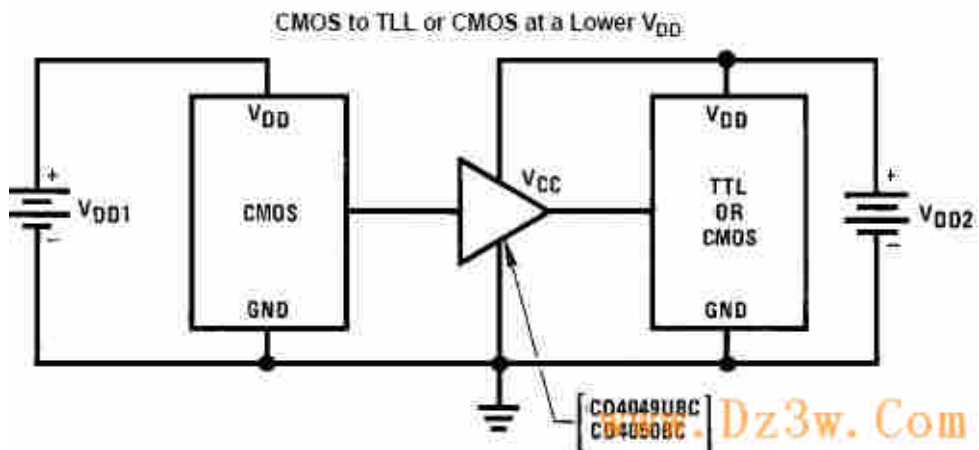 CMOS to TLL or CMOS at a Lower VDD
VDD
VDD
VCC
+
+
VDD1
CMOS
TTL
OR
CMOS
VDD2
-
-
GND
GND
CD4049UBC
CD4050BC
.Dz3w.Com